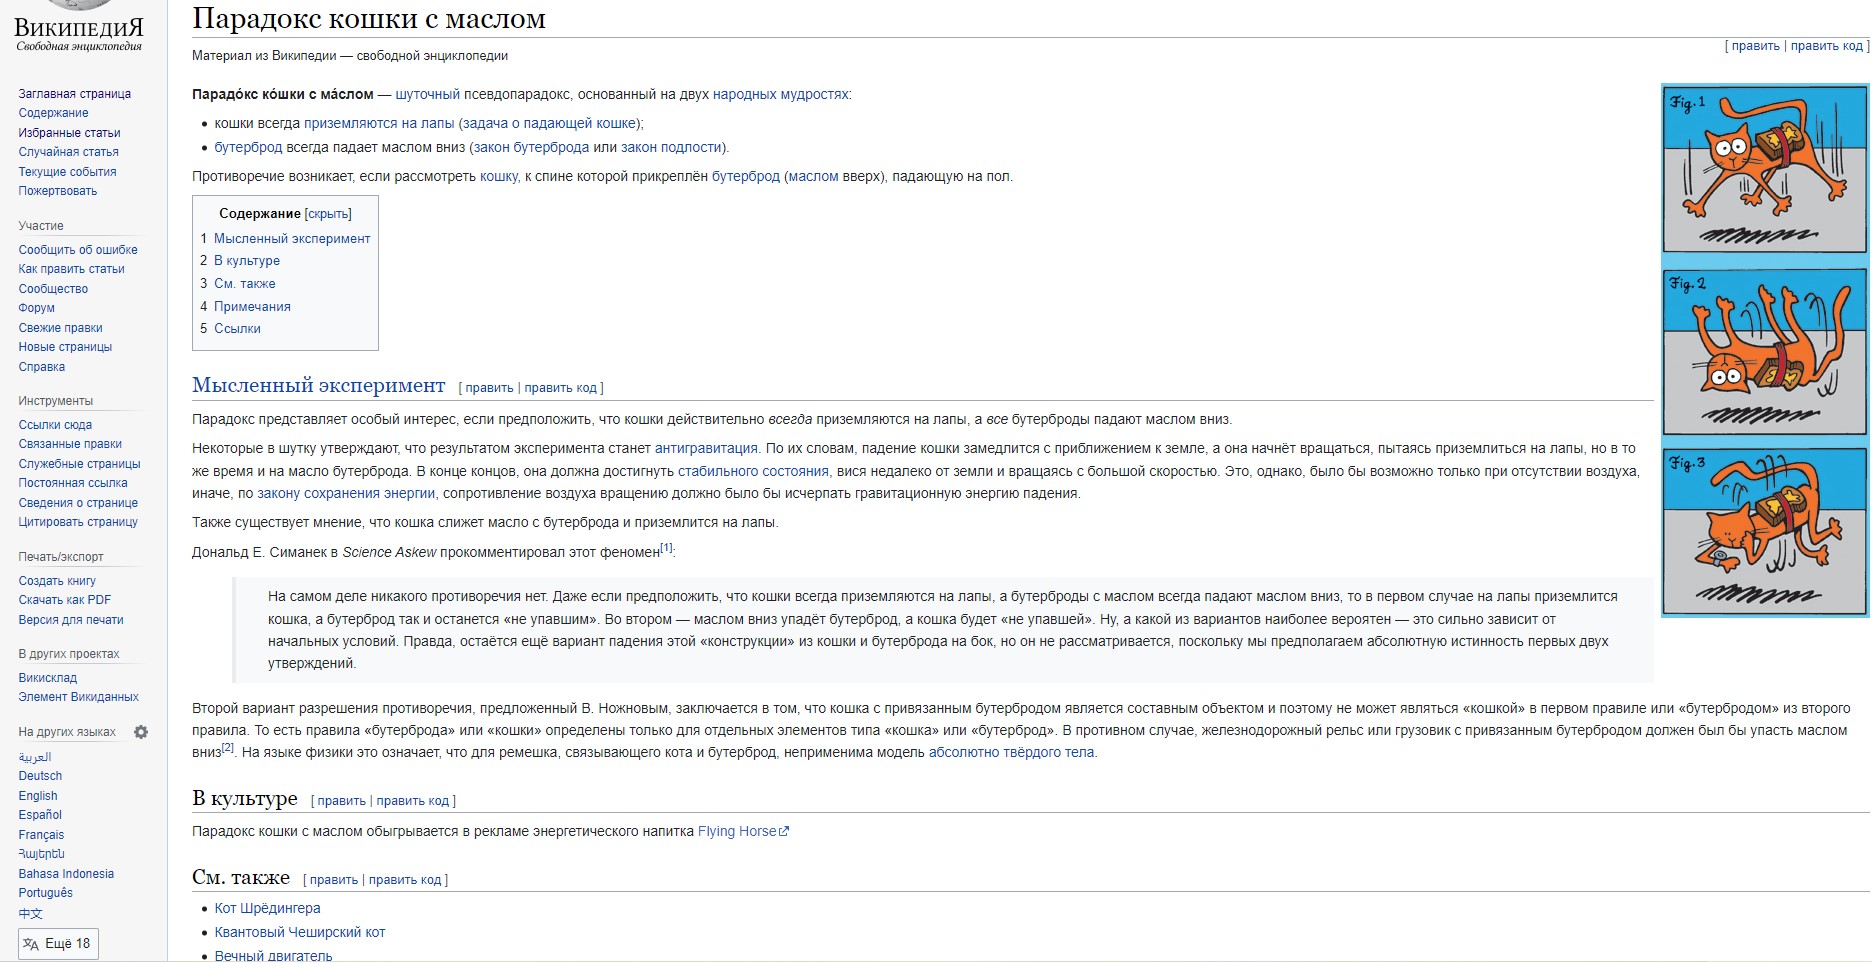 ВИКИПЕДИЯ
Свободная энциклопедия
Заглавная страница
Содержание
Избранные статьи
Случайная статья
Текущие события
Пожертвовать
Участие
Сообщить об ошибке
Как править статьи
Сообщество
Форум
Свежие правки
Новые страницы
Справка
Инструменты
Ссылки сюда
Связанные правки
Служебные страницы
Постоянная ссылка
Сведения о странице
Цитировать страницу
Печать/экспорт
Создать книгу
Скачать как PDF
Версия для печати
В других проектах
Викисклад
Элемент Викиданных
На других языках
العربية
Deutsch
English
Español
Français
Հայերեն
Bahasa Indonesia
Português
中文
Ещё 18
Парадокс кошки с маслом
Материал из Википедии — свободной энциклопедии
[ править | править код ]
Парадо́кс ко́шки с ма́слом — шуточный псевдопарадокс, основанный на двух народных мудростях:
• кошки всегда приземляются на лапы (задача о падающей кошке);
• бутерброд всегда падает маслом вниз (закон бутерброда или закон подлости).
Противоречие возникает, если рассмотреть кошку, к спине которой прикреплён бутерброд (маслом вверх), падающую на пол.
Содержание [скрыть]
1 Мысленный эксперимент
2 В культуре
3 См. также
4 Примечания
5 Ссылки
Fig. 1
Fig. 2
Fig. 3
Мысленный эксперимент [ править | править код ]
Парадокс представляет особый интерес, если предположить, что кошки действительно всегда приземляются на лапы, а все бутерброды падают маслом вниз.
Некоторые в шутку утверждают, что результатом эксперимента станет антигравитация. По их словам, падение кошки замедлится с приближением к земле, а она начнёт вращаться, пытаясь приземлиться на лапы, но в то
же время и на масло бутерброда. В конце концов, она должна достигнуть стабильного состояния, вися недалеко от земли и вращаясь с большой скоростью. Это, однако, было бы возможно только при отсутствии воздуха,
иначе, по закону сохранения энергии, сопротивление воздуха вращению должно было бы исчерпать гравитационную энергию падения.
Также существует мнение, что кошка слижет масло с бутерброда и приземлится на лапы.
Дональд Е. Симанек в Science Askew прокомментировал этот феномен[1]:
На самом деле никакого противоречия нет. Даже если предположить, что кошки всегда приземляются на лапы, а бутерброды с маслом всегда падают маслом вниз, то в первом случае на лапы приземлится
кошка, а бутерброд так и останется «не упавшим». Во втором — маслом вниз упадёт бутерброд, а кошка будет «не упавшей». Ну, а какой из вариантов наиболее вероятен — это сильно зависит от
начальных условий. Правда, остаётся ещё вариант падения этой «конструкции» из кошки и бутерброда на бок, но он не рассматривается, поскольку мы предполагаем абсолютную истинность первых двух
утверждений.
Второй вариант разрешения противоречия, предложенный В. Ножновым, заключается в том, что кошка с привязанным бутербродом является составным объектом и поэтому не может являться «кошкой» в первом правиле или «бутербродом» из второго
правила. То есть правила «бутерброда» или «кошки» определены только для отдельных элементов типа «кошка» или «бутерброд». В противном случае, железнодорожный рельс или грузовик с привязанным бутербродом должен был бы упасть маслом
вниз[2]. На языке физики это означает, что для ремешка, связывающего кота и бутерброд, неприменима модель абсолютно твёрдого тела.
В культуре [ править | править код ]
Парадокс кошки с маслом обыгрывается в рекламе энергетического напитка Flying Horse
См. также [ править | править код ]
• Кот Шрёдингера
• Квантовый Чеширский кот
• Вечный двигатель